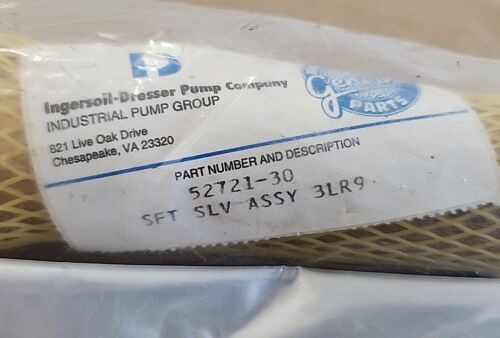 Ingersoll-Dresser Pump Company
INDUSTRIAL PUMP GROUP
821 Live Oak Drive
Chesapeake, VA 23320
Genuine
PARTS
PART NUMBER AND DESCRIPTION
52721-30
SFT SLV ASSY 3LR9